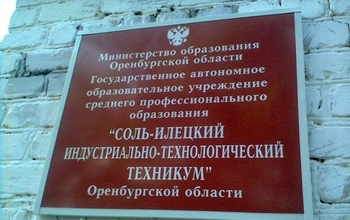 Министерство образования
Оренбургской области
Государственное автономное
образовательное учреждение
среднего профессионального
образования
"СОЛЬ-ИЛЕЦКИЙ
ИНДУСТРИАЛЬНО-ТЕХНОЛОГИЧЕСКИЙ
ТЕХНИКУМ"
Оренбургской области